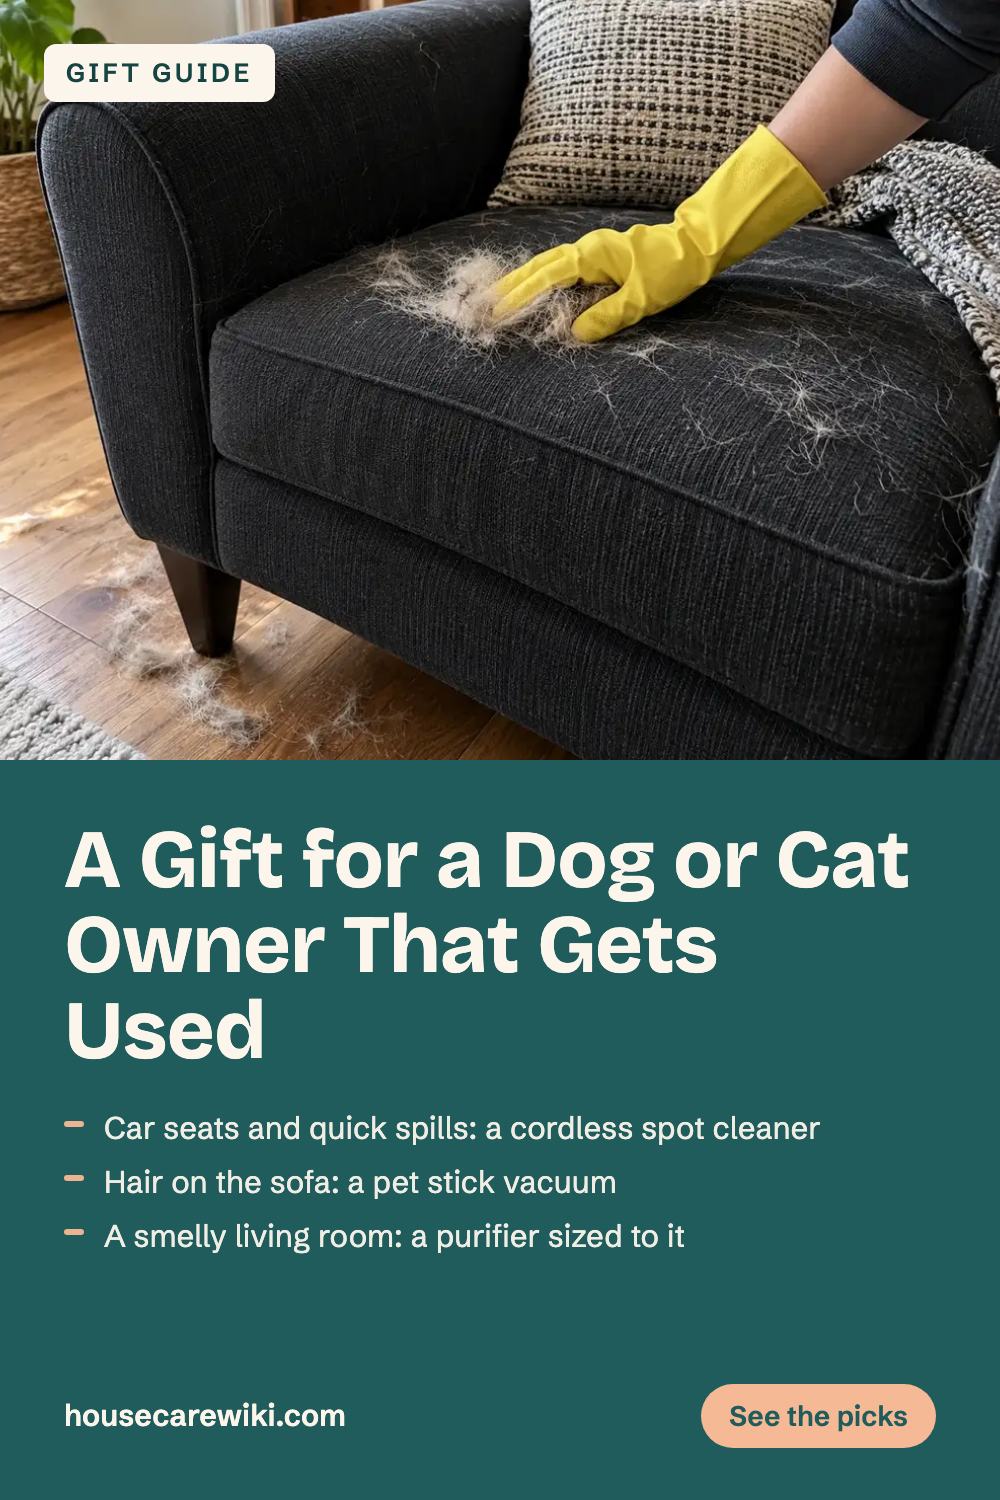 GIFT GUIDE
A Gift for a Dog or Cat
Owner That Gets
Used
Car seats and quick spills: a cordless spot cleaner
Hair on the sofa: a pet stick vacuum
A smelly living room: a purifier sized to it
housecarewiki.com
See the picks